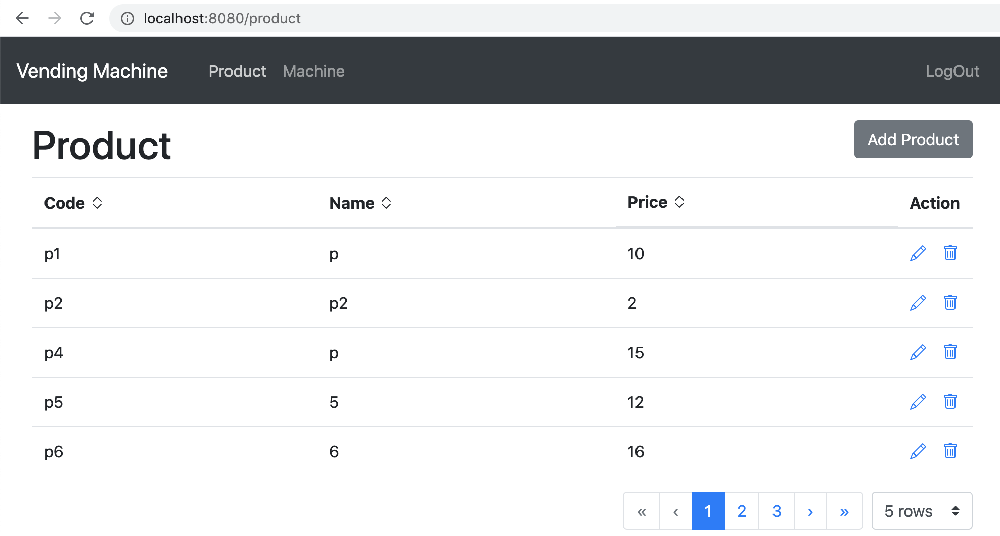 localhost:8080/product
Vending Machine Product Machine LogOut
Product Add Product
Code Name Price Action
p1 p 10
p2 p2 2
p4 p 15
p5 5 12
p6 6 16
« ‹ 1 2 3 › » 5 rows